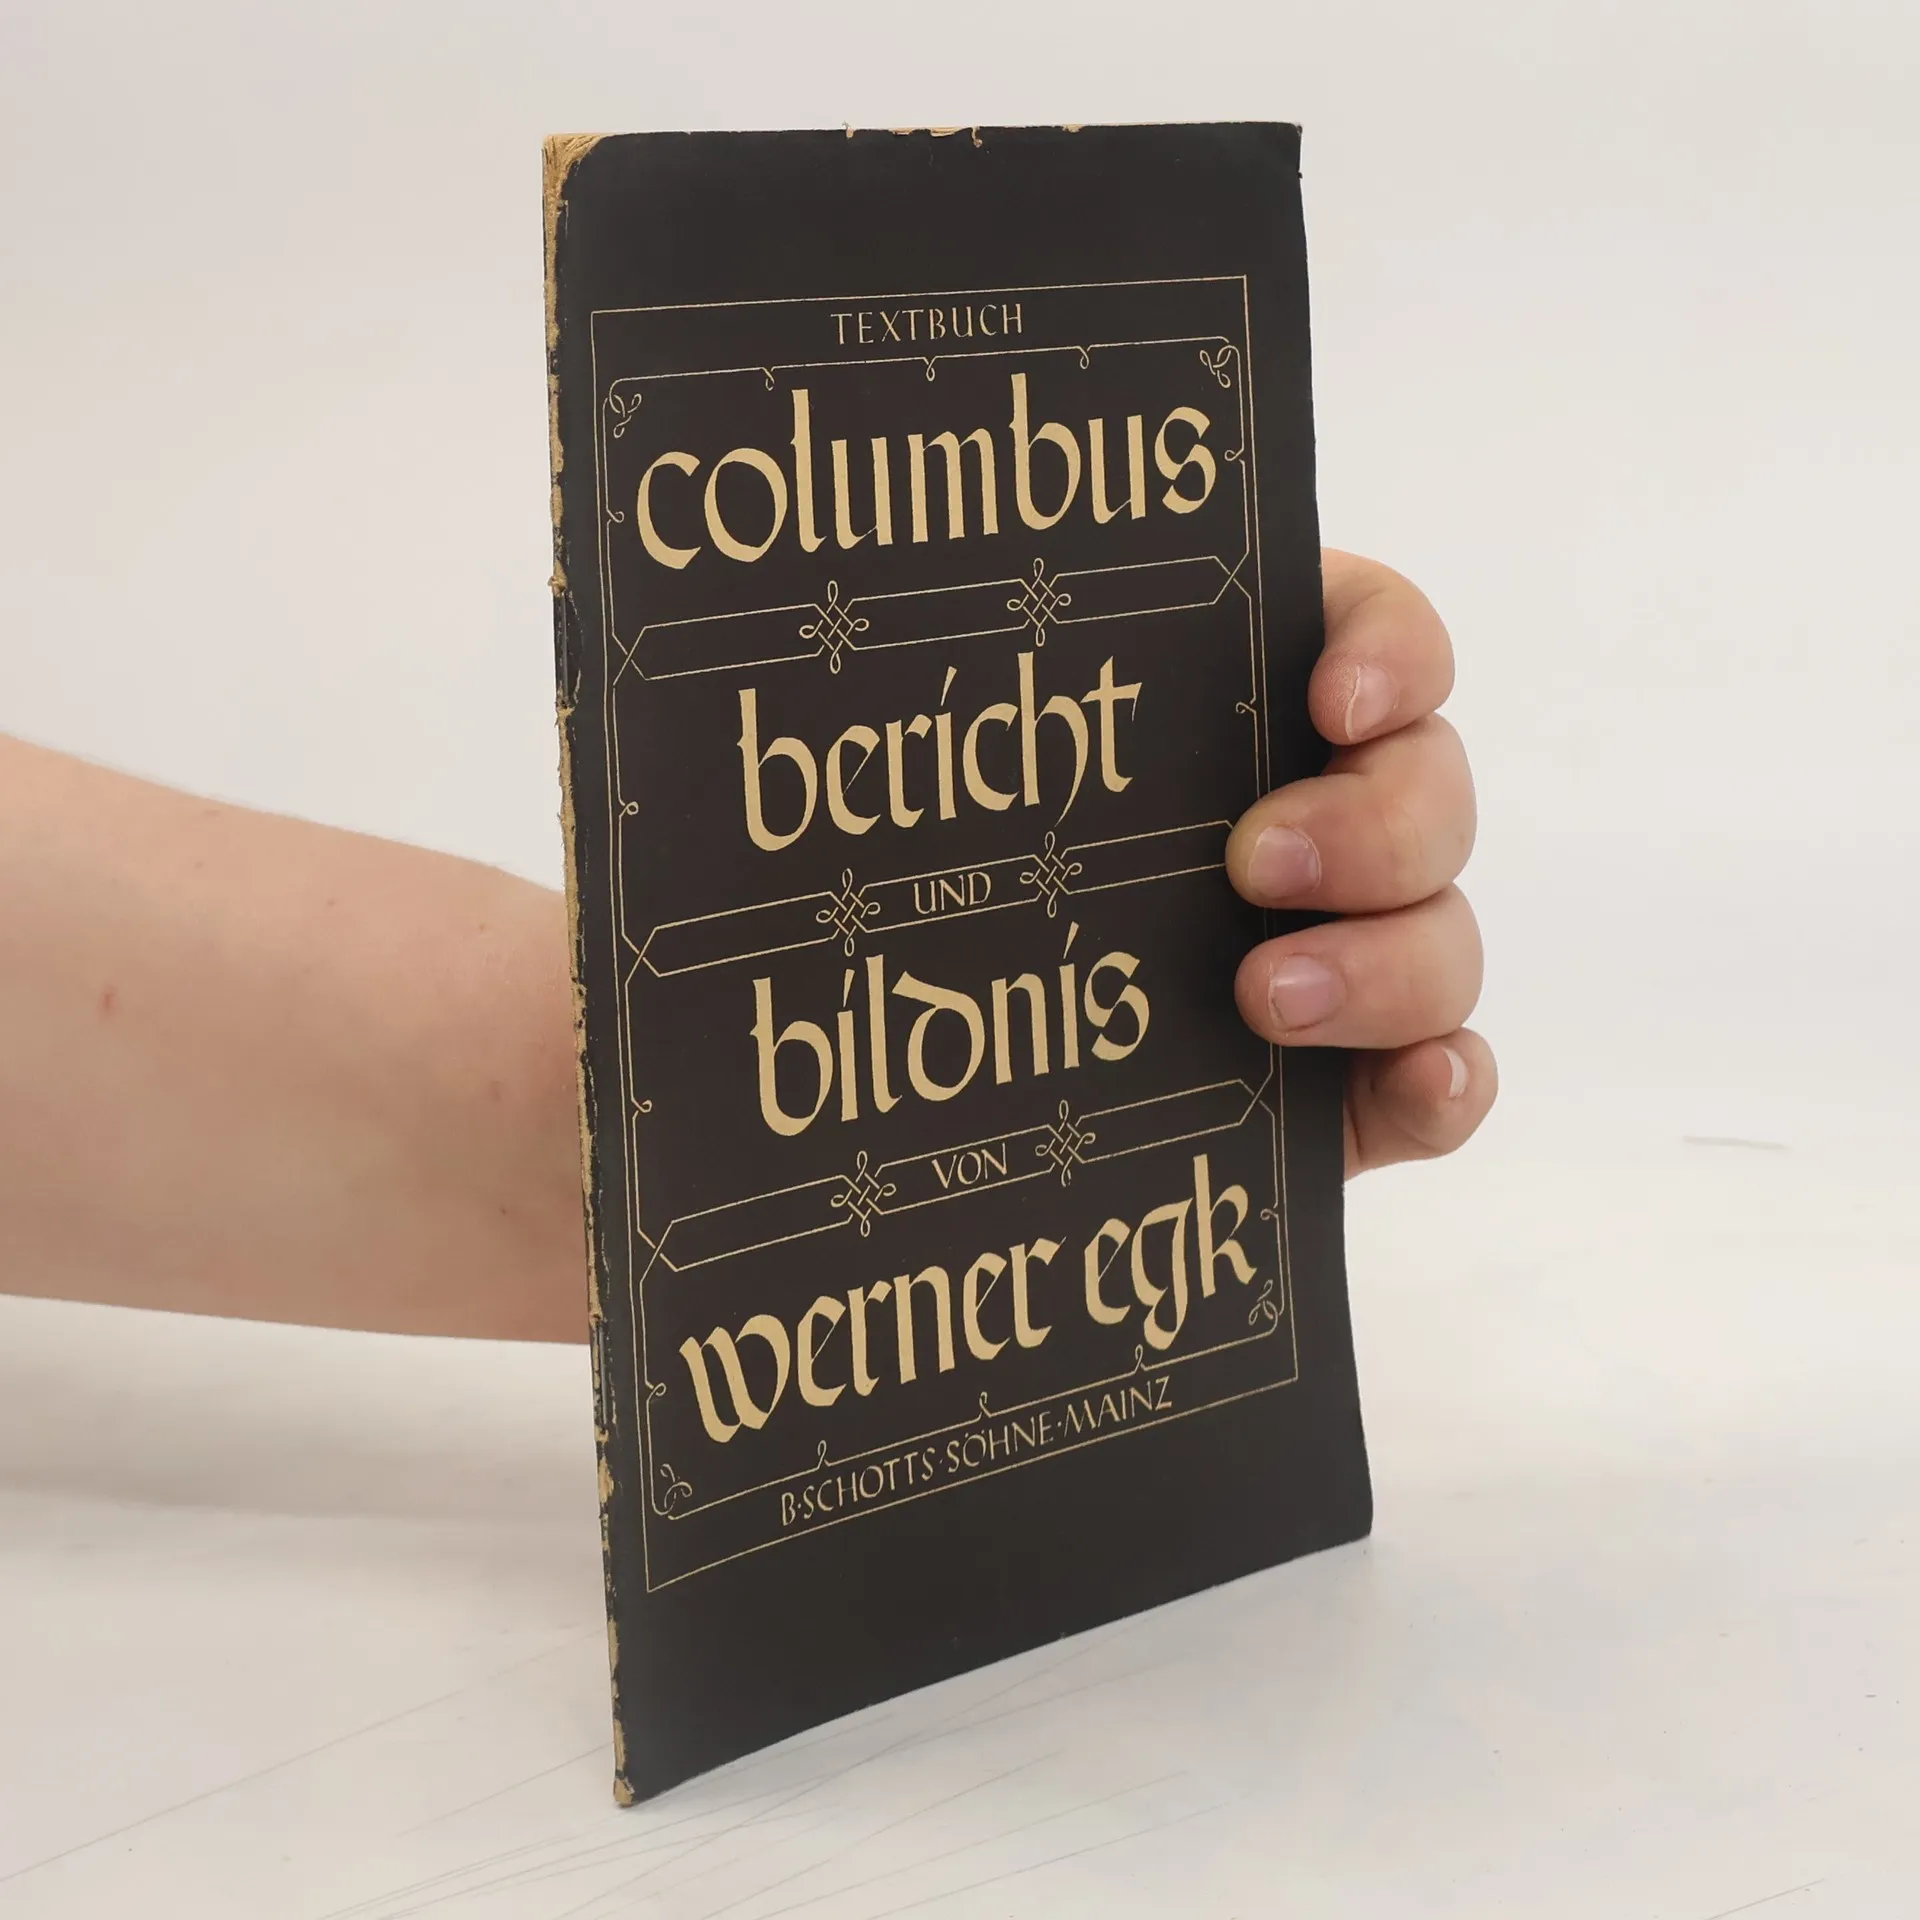 TEXTBUCH
columbus
bericht
UND
bildnis
VON
werner egk
B·SCHOTTS·SÖHNE·MAINZ